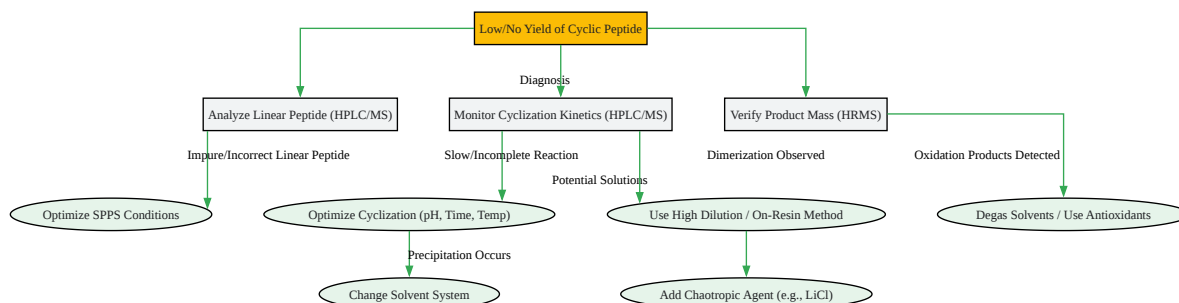 Low/No Yield of Cyclic Peptide
Diagnosis
Analyze Linear Peptide (HPLC/MS)
Monitor Cyclization Kinetics (HPLC/MS)
Verify Product Mass (HRMS)
Impure/Incorrect Linear Peptide
Slow/Incomplete Reaction
Dimerization Observed
Oxidation Products Detected
Potential Solutions
Optimize SPPS Conditions
Optimize Cyclization (pH, Time, Temp)
Use High Dilution / On-Resin Method
Degas Solvents / Use Antioxidants
Precipitation Occurs
Change Solvent System
Add Chaotropic Agent (e.g., LiCl)